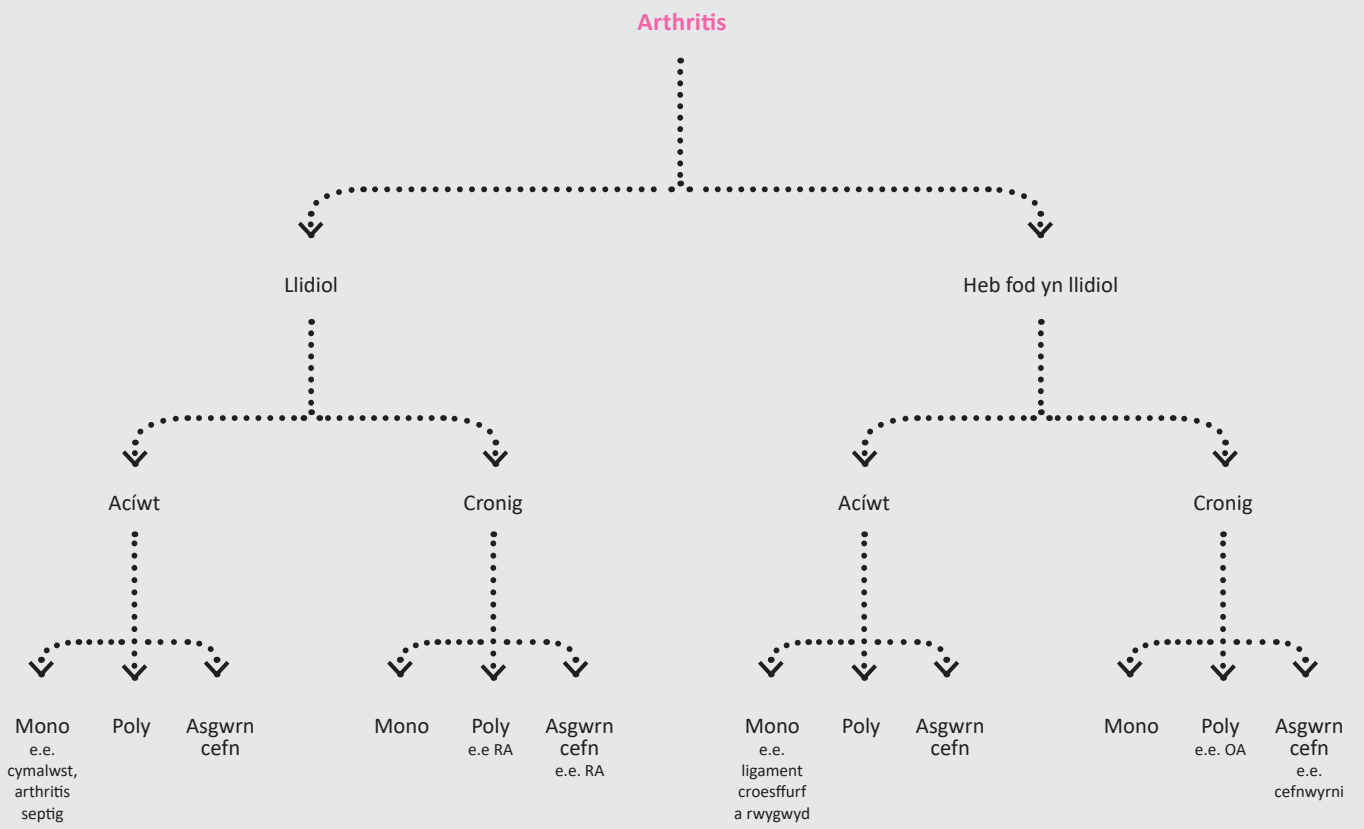 Arthritis
Llidiol
Heb fod yn llidiol
Acíwt
Cronig
Acíwt
Cronig
Mono
e.e.
cymalwst,
arthritis
septig
Poly
Asgwrn
cefn
Mono
Poly
e.e RA
Asgwrn
cefn
e.e. RA
Mono
e.e.
ligament
croesffurf
a rwygwyd
Poly
Asgwrn
cefn
Mono
Poly
e.e. OA
Asgwrn
cefn
e.e.
cefnwyrni